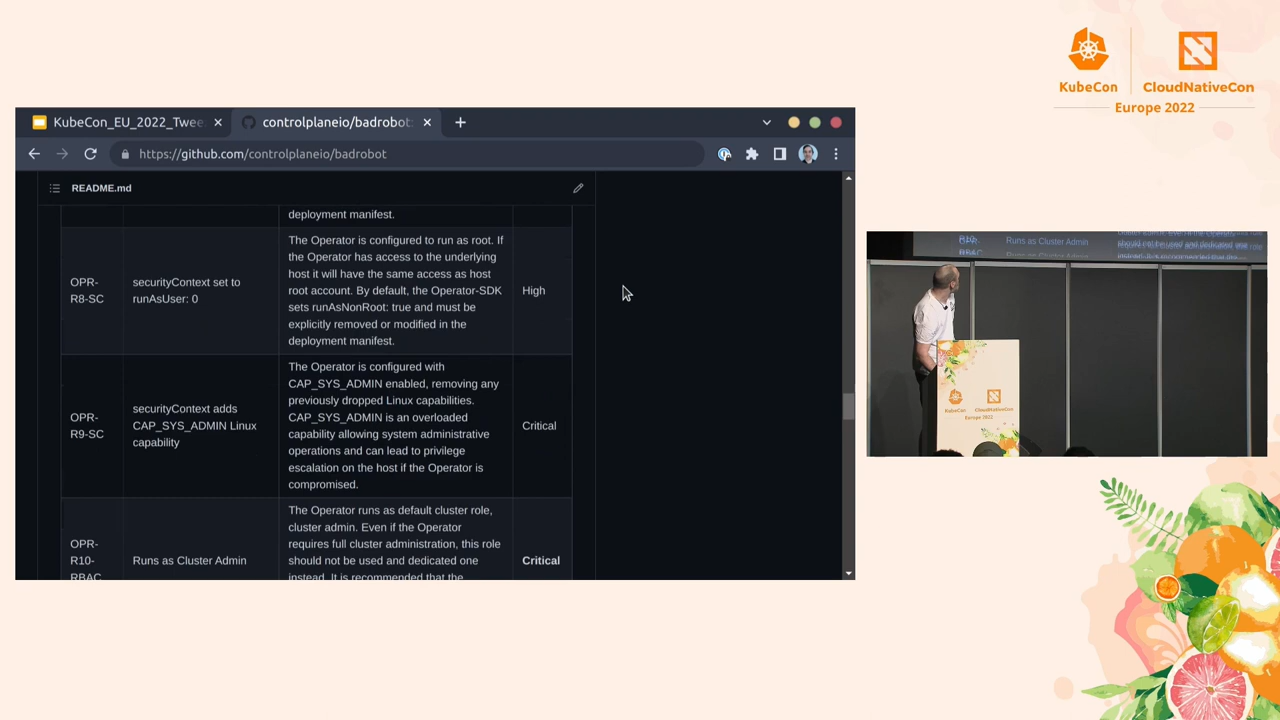 KubeCon
CloudNativeCon
Europe 2022
KubeCon_EU_2022_Twee
controlplaneio/badrobot:
https://github.com/controlplaneio/badrobot
README.md
deployment manifest.
OPR-
R8-SC
securityContext set to
runAsUser: 0
The Operator is configured to run as root. If
the Operator has access to the underlying
host it will have the same access as host
root account. By default, the Operator-SDK
sets runAsNonRoot: true and must be
explicitly removed or modified in the
deployment manifest.
High
OPR-
R9-SC
securityContext adds
CAP_SYS_ADMIN Linux
capability
The Operator is configured with
CAP_SYS_ADMIN enabled, removing any
previously dropped Linux capabilities.
CAP_SYS_ADMIN is an overloaded
capability allowing system administrative
operations and can lead to privilege
escalation on the host if the Operator is
compromised.
Critical
OPR-
R10-
RBAC
Runs as Cluster Admin
The Operator runs as default cluster role,
cluster admin. Even if the Operator
requires full cluster administration, this role
should not be used and dedicated one
instead. It is recommended that the
Critical
Runs as Cluster Admin
Runs as Cluster Admin
KubeCon
CloudNativeCon
Europe 2022